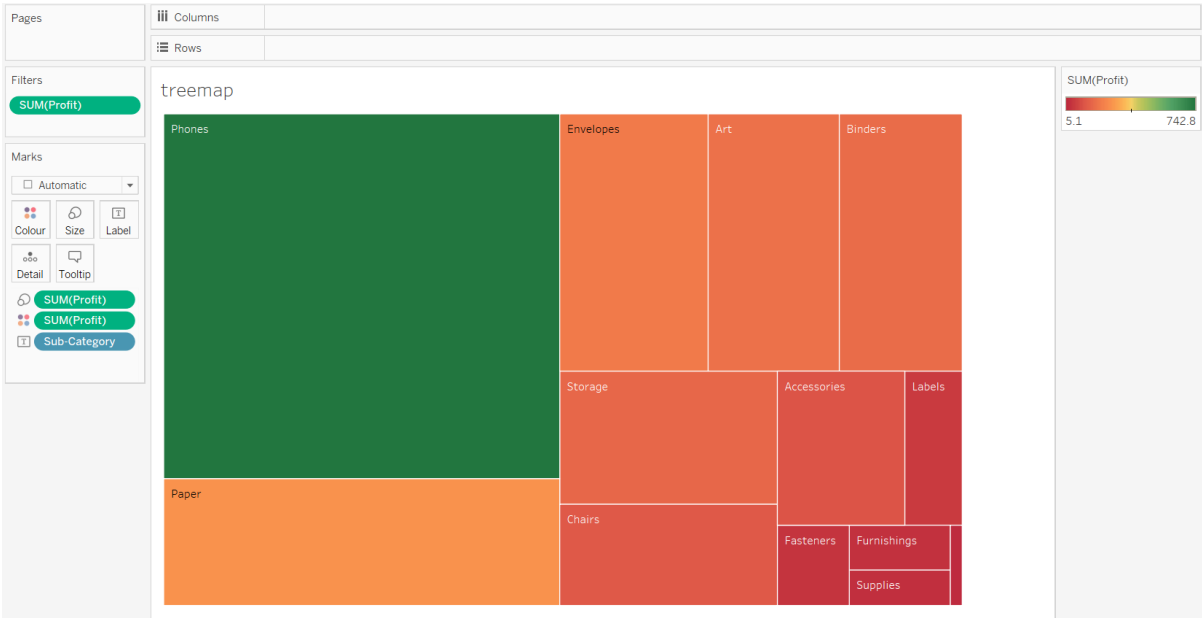 Pages
Columns
Rows
Filters
SUM(Profit)
Marks
Automatic
Colour
Size
T
Label
Detail
Tooltip
SUM(Profit)
SUM(Profit)
T
Sub-Category
treemap
Phones
Envelopes
Art
Binders
Storage
Accessories
Labels
Paper
Chairs
Fasteners
Furnishings
Supplies
SUM(Profit)
5.1
742.8